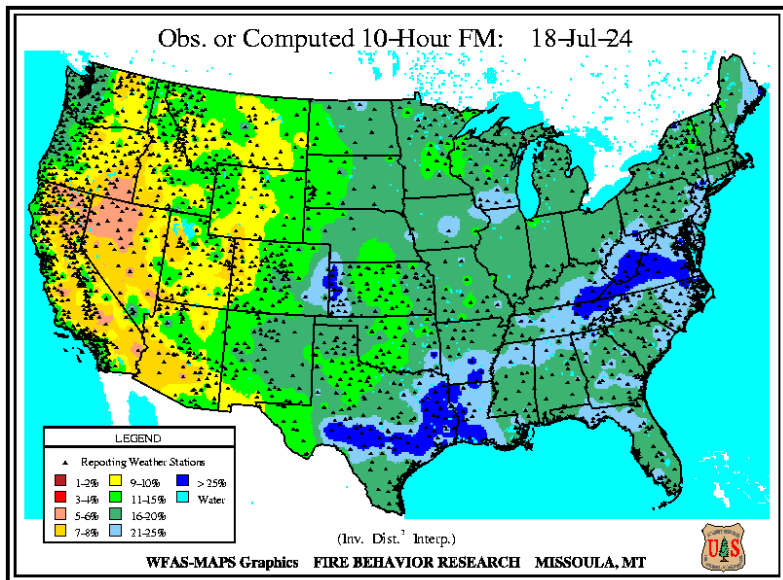 Obs. or Computed 10-Hour FM: 18-Jul-24
LEGEND
Reporting Weather Stations
1-2%
9-10%
> 25%
3-4%
11-15%
Water
5-6%
16-20%
7-8%
21-25%
(Inv. Dist.² Interp.)
WFAS-MAPS Graphics FIRE BEHAVIOR RESEARCH MISSOULA, MT
U S